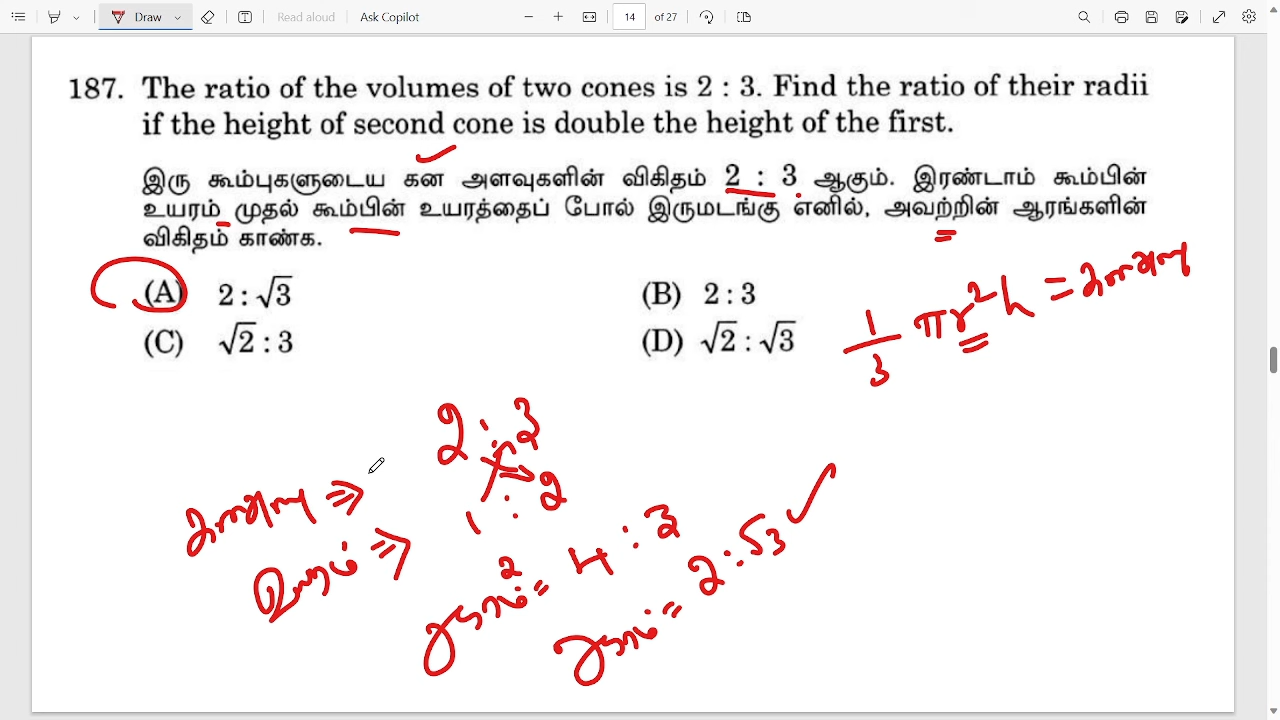 Draw
Read aloud
Ask Copilot
14 of 27
187. The ratio of the volumes of two cones is 2 : 3. Find the ratio of their radii
if the height of second cone is double the height of the first.
இரு கூம்புகளுடைய கன அளவுகளின் விகிதம் 2 : 3 ஆகும். இரண்டாம் கூம்பின்
உயரம் முதல் கூம்பின் உயரத்தைப் போல் இருமடங்கு எனில், அவற்றின் ஆரங்களின்
விகிதம் காண்க.
(A) 2 : √3
(B) 2 : 3
(C) √2 : 3
(D) √2 : √3
1/3 πr²h = கனஅளவு
கனஅளவு ⇒ 2 : 3
உயரம் ⇒ 1 : 2
ஆரம்² = 4 : 3
ஆரம் = 2 : √3